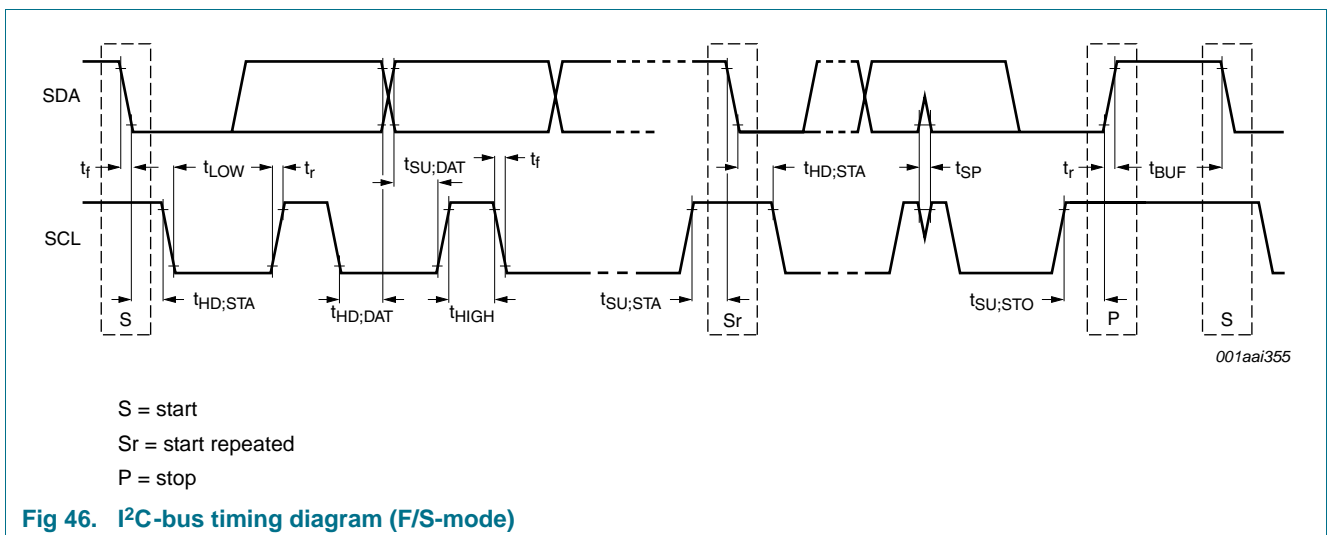 SDA
t_f t_LOW t_r t_SU;DAT t_f t_HD;STA t_SP t_r t_BUF
SCL
t_HD;STA t_HD;DAT t_HIGH t_SU;STA t_SU;STO
S Sr P S
001aai355
S = start
Sr = start repeated
P = stop
Fig 46. I²C-bus timing diagram (F/S-mode)